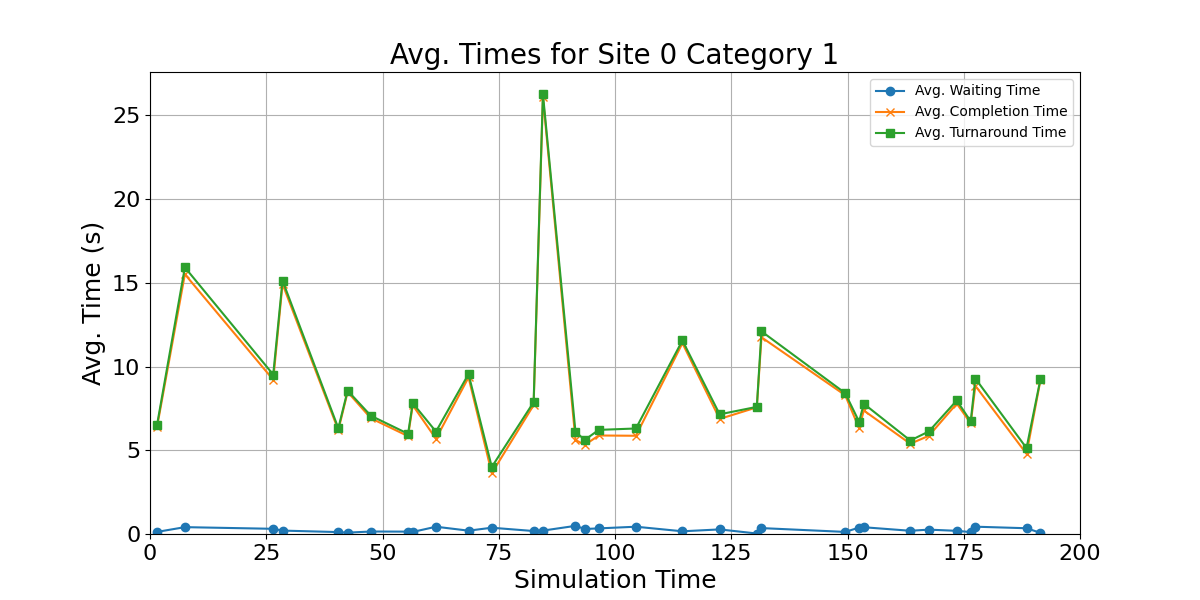 Avg. Times for Site 0 Category 1
Avg. Waiting Time
Avg. Completion Time
Avg. Turnaround Time
Avg. Time (s)
25
20
15
10
5
0
0 25 50 75 100 125 150 175 200
Simulation Time